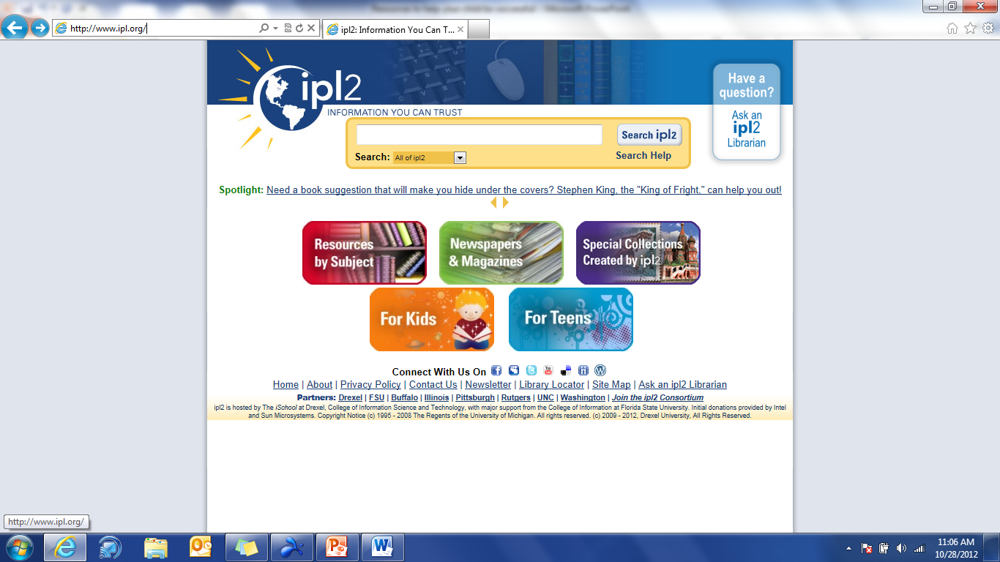 Resources to help your child be successful - Microsoft PowerPoint
http://www.ipl.org/
ipl2: Information You Can T...
ipl2
INFORMATION YOU CAN TRUST
Have a
question?
Ask an
ipl2
Librarian
Search ipl2
Search: All of ipl2
Search Help
Spotlight: Need a book suggestion that will make you hide under the covers? Stephen King, the "King of Fright," can help you out!
Resources
by Subject
Newspapers
& Magazines
Special Collections
Created by ipl2
For Kids
For Teens
Connect With Us On
Home | About | Privacy Policy | Contact Us | Newsletter | Library Locator | Site Map | Ask an ipl2 Librarian
Partners: Drexel | FSU | Buffalo | Illinois | Pittsburgh | Rutgers | UNC | Washington | Join the ipl2 Consortium
ipl2 is hosted by The iSchool at Drexel, College of Information Science and Technology, with major support from the College of Information at Florida State University. Initial donations provided by Intel
and Sun Microsystems. Copyright Notice (c) 1995 - 2008 The Regents of the University of Michigan. All rights reserved. (c) 2009 - 2012, Drexel University, All Rights Reserved.
http://www.ipl.org/
11:06 AM
10/28/2012